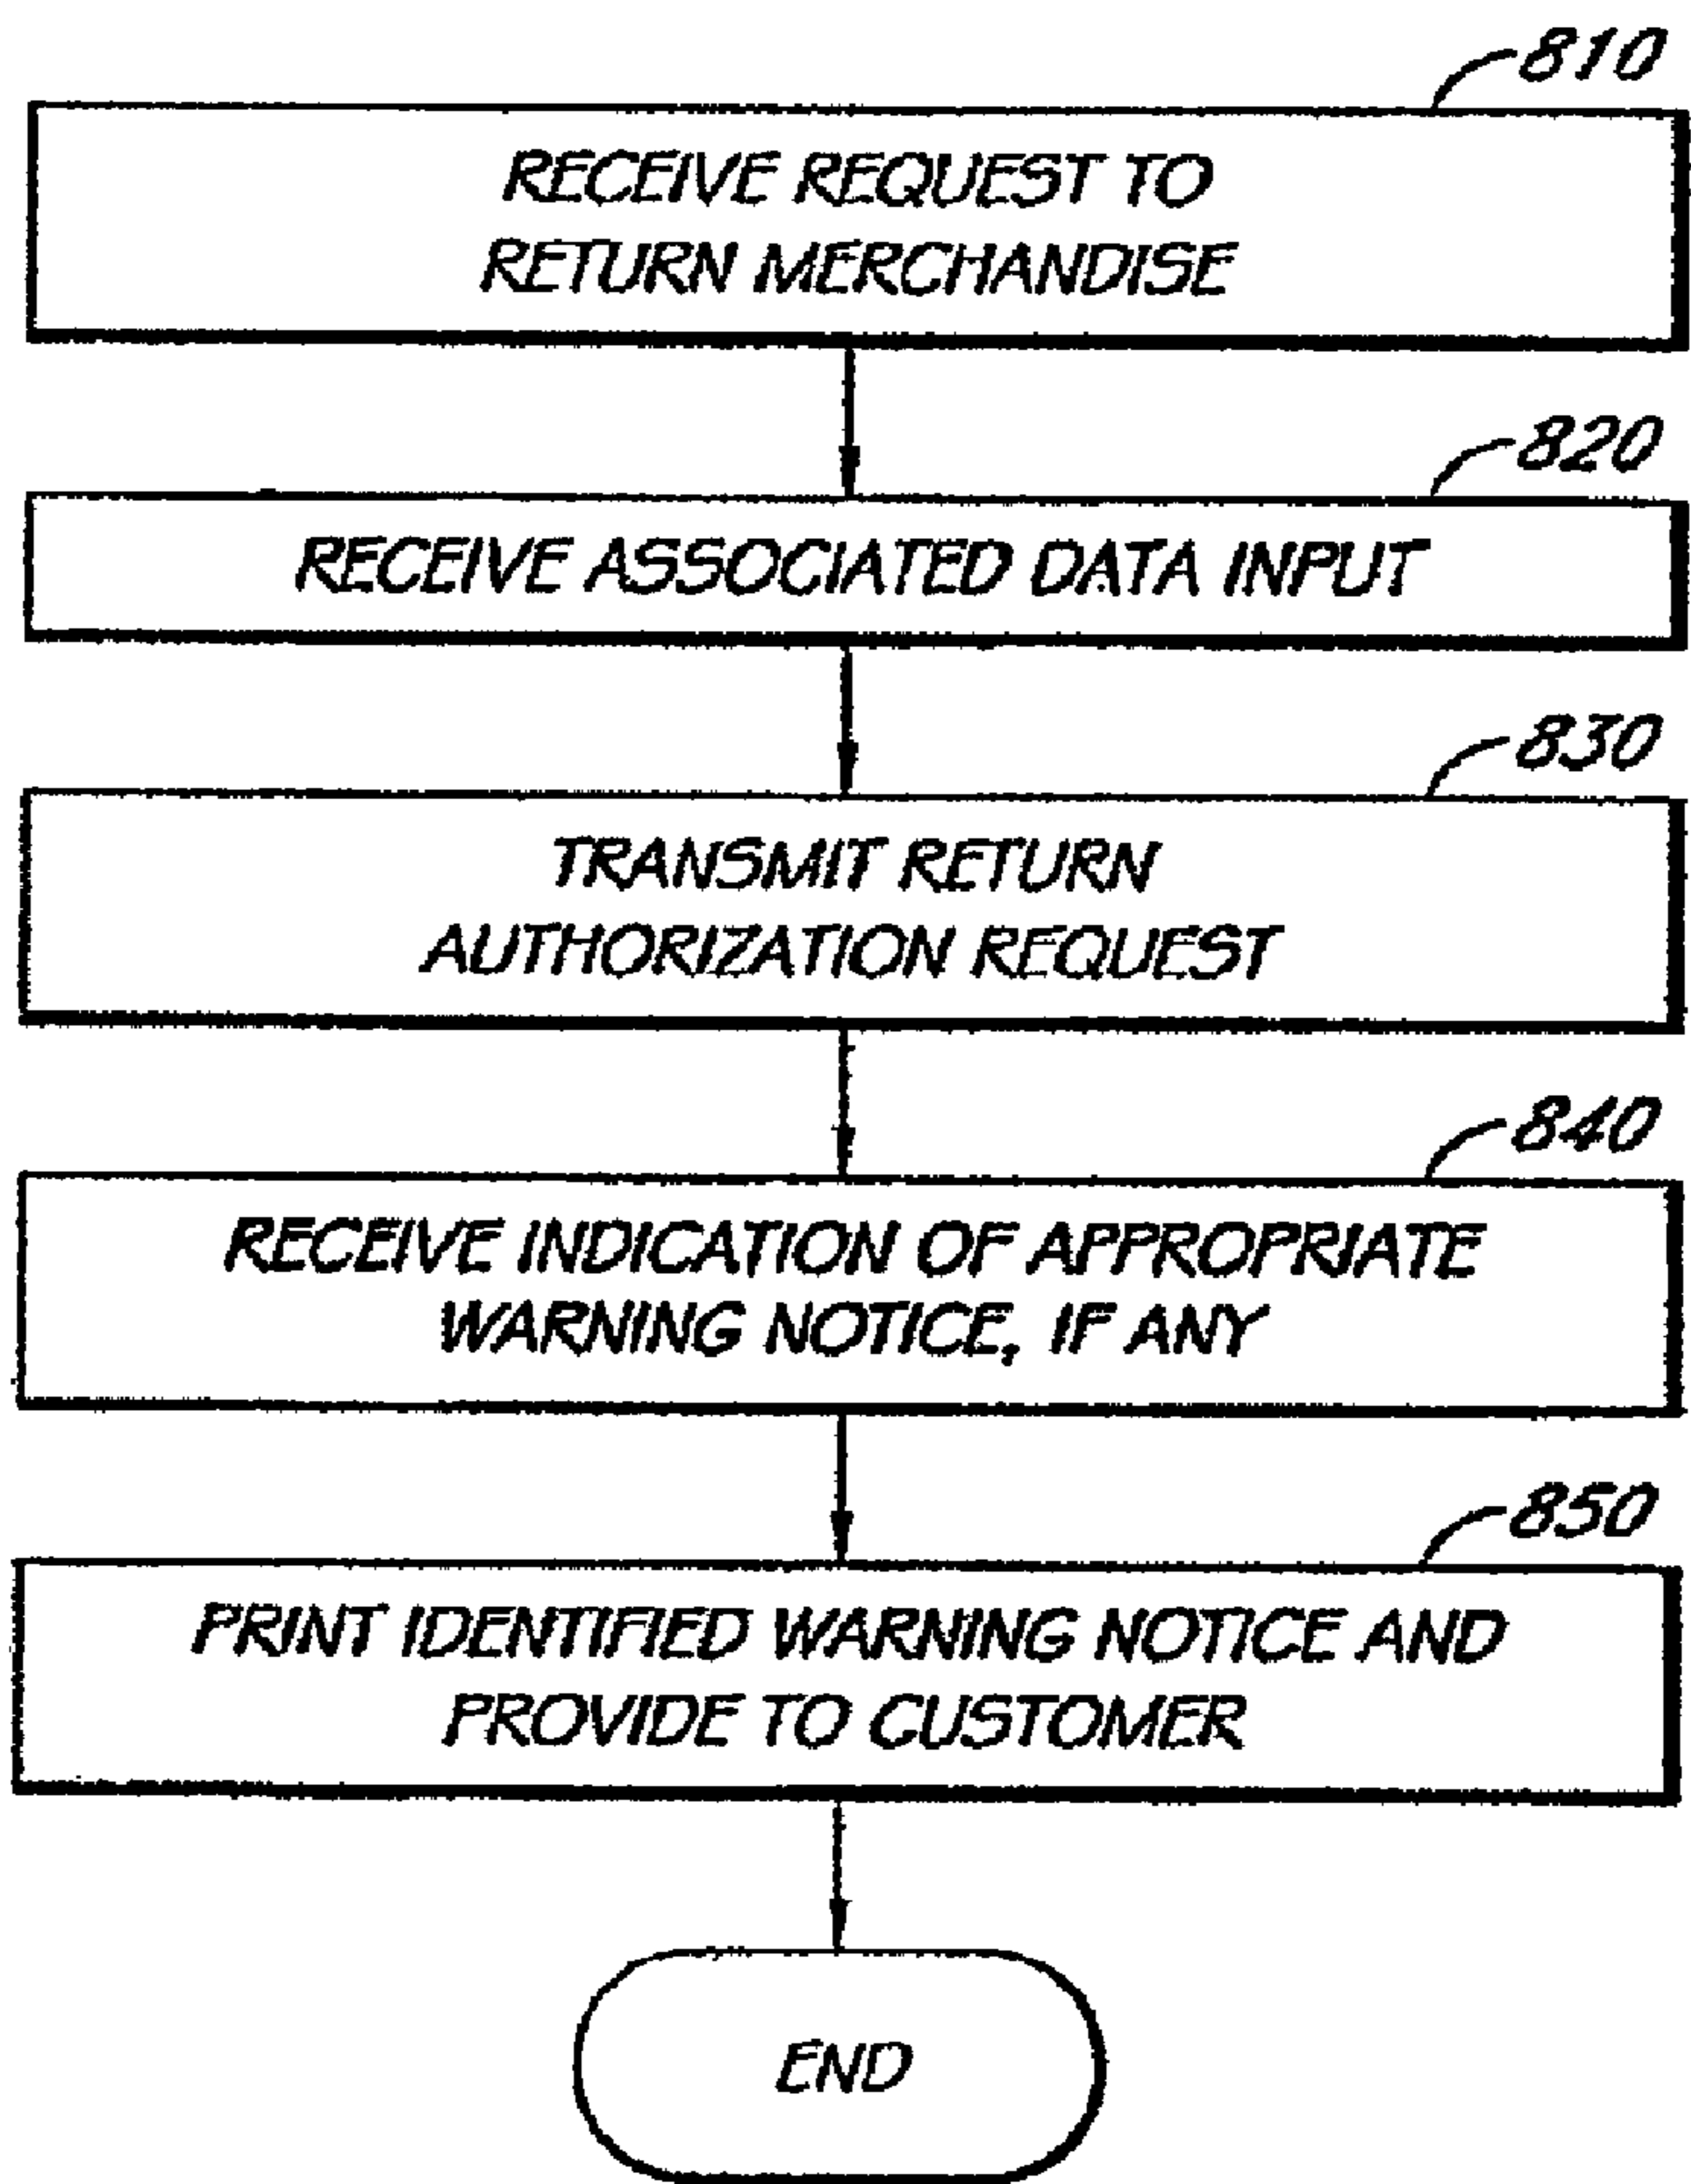 810
RECEIVE REQUEST TO
RETURN MERCHANDISE
820
RECEIVE ASSOCIATED DATA INPUT
830
TRANSMIT RETURN
AUTHORIZATION REQUEST
840
RECEIVE INDICATION OF APPROPRIATE
WARNING NOTICE, IF ANY
850
PRINT IDENTIFIED WARNING NOTICE AND
PROVIDE TO CUSTOMER
END